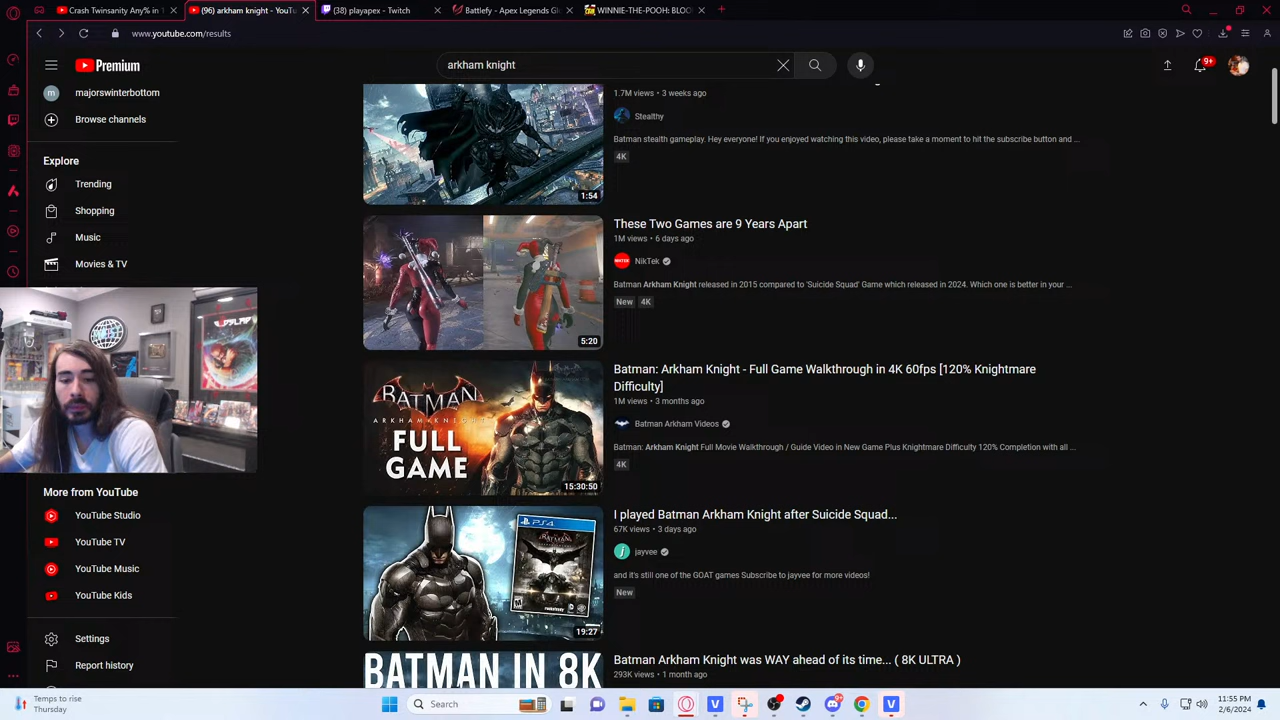 Crash Twinsanity Any% in
(96) arkham knight - YouTu
(38) playapex - Twitch
Battlefy - Apex Legends Gl
WINNIE-THE-POOH: BLOO
www.youtube.com/results
Premium
arkham knight
9+
m
majorswinterbottom
Browse channels
Explore
Trending
Shopping
Music
Movies & TV
More from YouTube
YouTube Studio
YouTube TV
YouTube Music
YouTube Kids
Settings
Report history
1:54
1.7M views • 3 weeks ago
Stealthy
Batman stealth gameplay. Hey everyone! If you enjoyed watching this video, please take a moment to hit the subscribe button and ...
4K
5:20
These Two Games are 9 Years Apart
1M views • 6 days ago
NikTek
Batman Arkham Knight released in 2015 compared to 'Suicide Squad' Game which released in 2024. Which one is better in your ...
New 4K
BATMAN
ARKHAM KNIGHT
FULL
GAME
15:30:50
Batman: Arkham Knight - Full Game Walkthrough in 4K 60fps [120% Knightmare
Difficulty]
1M views • 3 months ago
Batman Arkham Videos
Batman: Arkham Knight Full Movie Walkthrough / Guide Video in New Game Plus Knightmare Difficulty 120% Completion with all ...
4K
PS4
19:27
I played Batman Arkham Knight after Suicide Squad...
67K views • 3 days ago
j
jayvee
and it's still one of the GOAT games Subscribe to jayvee for more videos!
New
BATMAN IN 8K
Batman Arkham Knight was WAY ahead of its time... ( 8K ULTRA )
293K views • 1 month ago
Temps to rise
Thursday
Search
9+
11:55 PM
2/6/2024